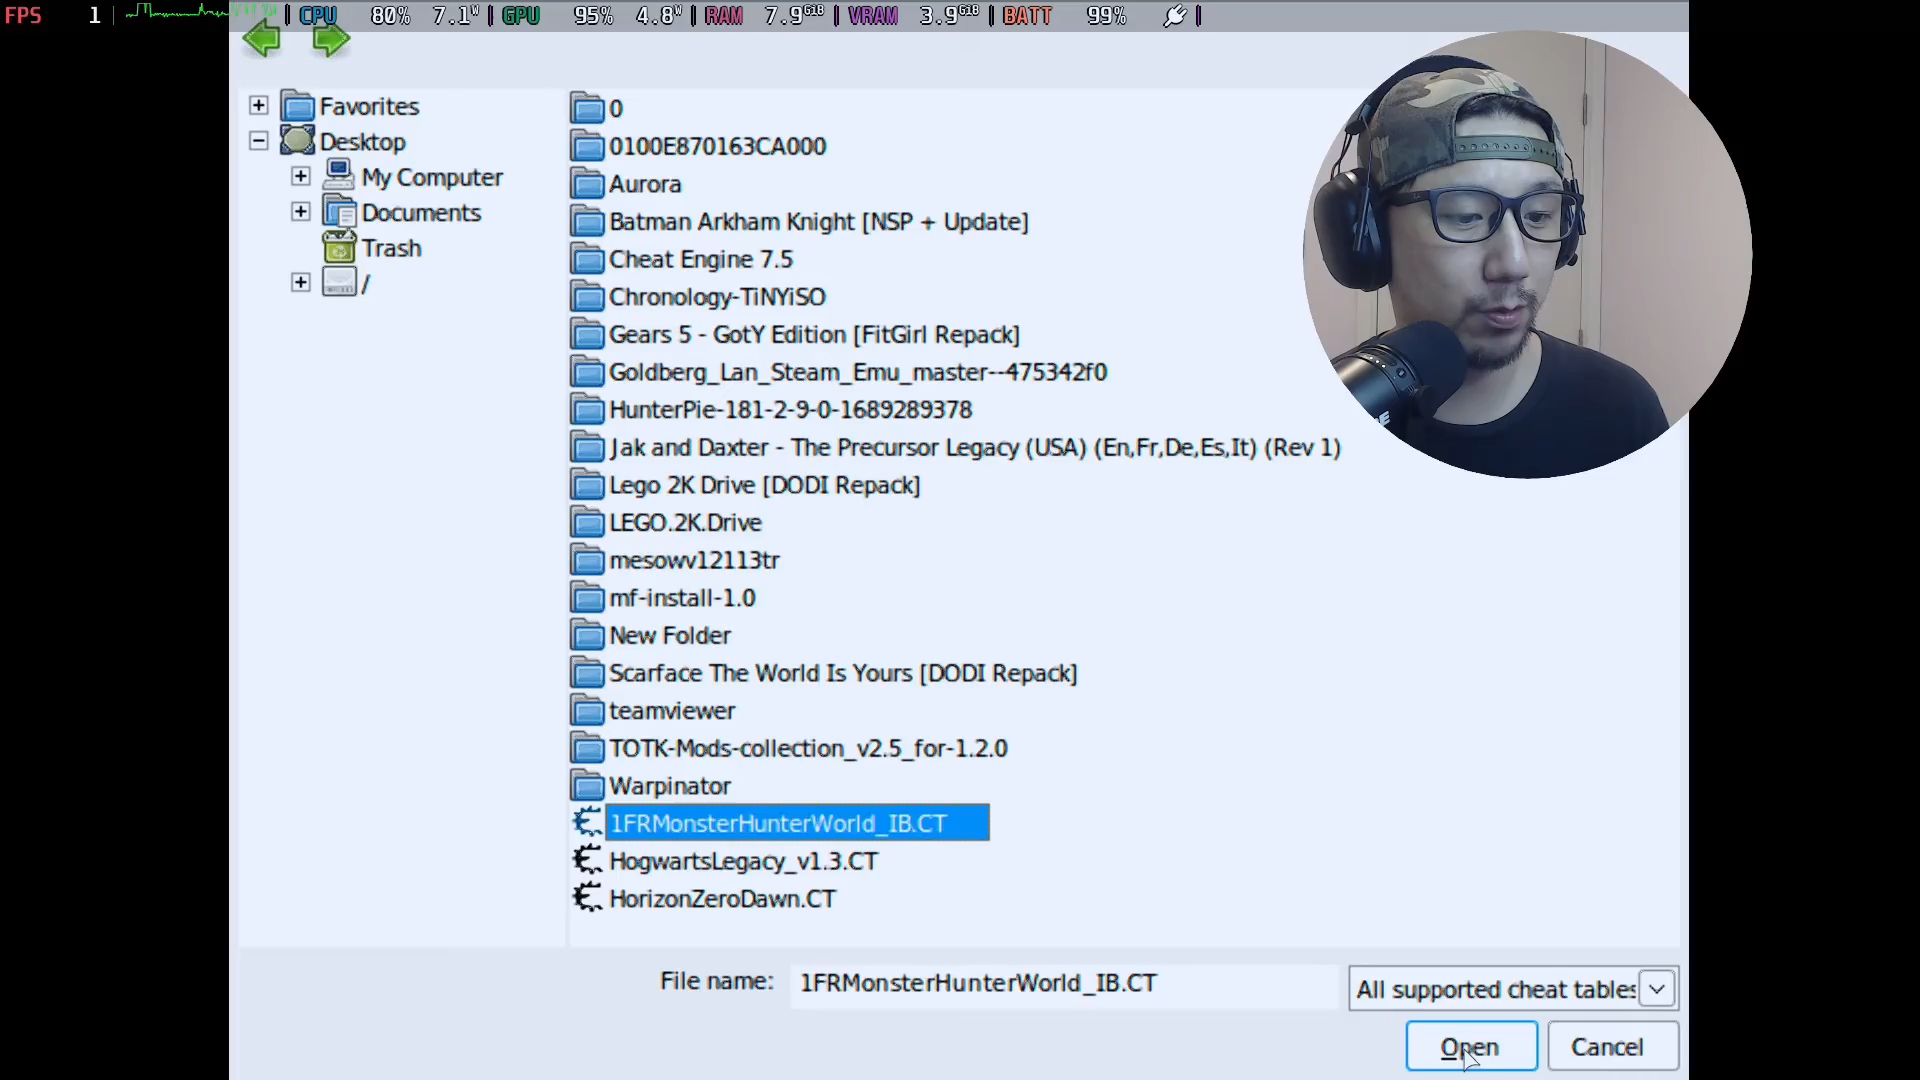 FPS 1 | CPU 80% 7.1W | GPU 95% 4.8W | RAM 7.9GiB | VRAM 3.9GiB | BATT 99% |
Favorites
Desktop
My Computer
Documents
Trash
/
0
0100E870163CA000
Aurora
Batman Arkham Knight [NSP + Update]
Cheat Engine 7.5
Chronology-TiNYiSO
Gears 5 - GotY Edition [FitGirl Repack]
Goldberg_Lan_Steam_Emu_master--475342f0
HunterPie-181-2-9-0-1689289378
Jak and Daxter - The Precursor Legacy (USA) (En,Fr,De,Es,It) (Rev 1)
Lego 2K Drive [DODI Repack]
LEGO.2K.Drive
mesowv12113tr
mf-install-1.0
New Folder
Scarface The World Is Yours [DODI Repack]
teamviewer
TOTK-Mods-collection_v2.5_for-1.2.0
Warpinator
1FRMonsterHunterWorld_IB.CT
HogwartsLegacy_v1.3.CT
HorizonZeroDawn.CT
File name: 1FRMonsterHunterWorld_IB.CT All supported cheat tables
Open Cancel